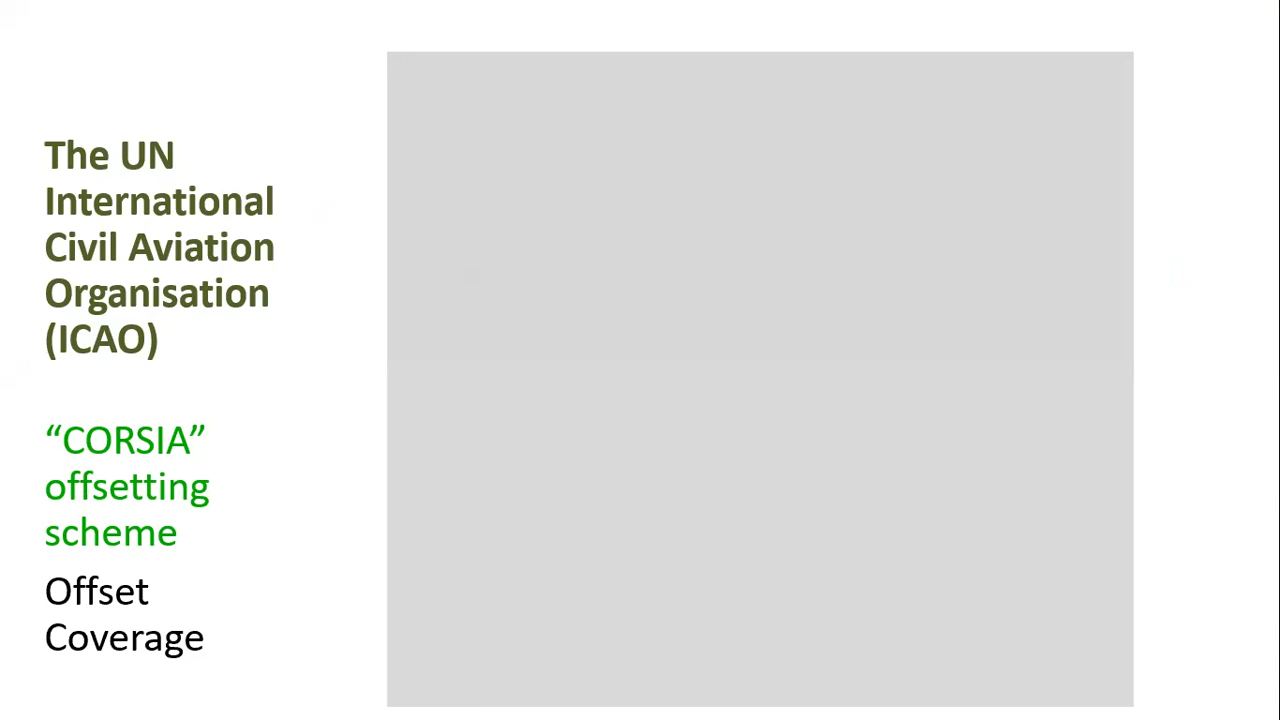 The UN
International
Civil Aviation
Organisation
(ICAO)
“CORSIA”
offsetting
scheme
Offset
Coverage